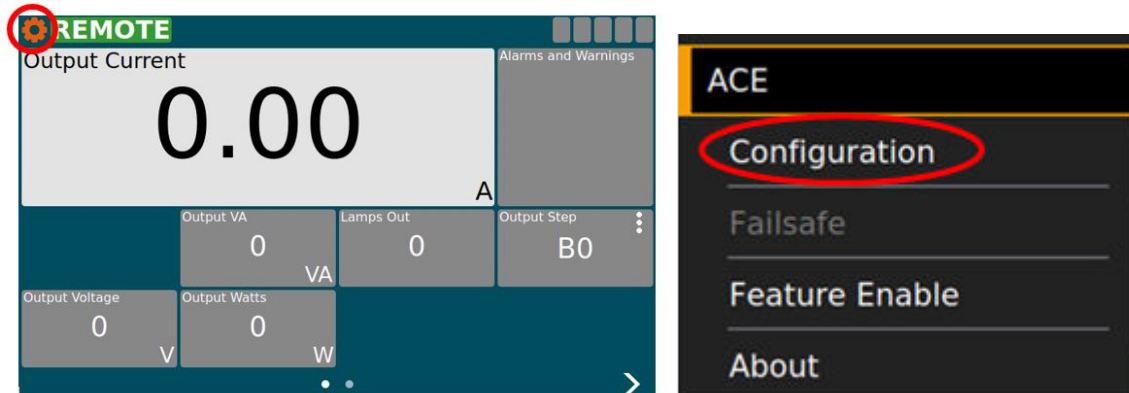 REMOTE
Output Current
0.00
A
Alarms and Warnings
Output VA
0
VA
Lamps Out
0
Output Step
B0
Output Voltage
0
V
Output Watts
0
W
ACE
Configuration
Failsafe
Feature Enable
About